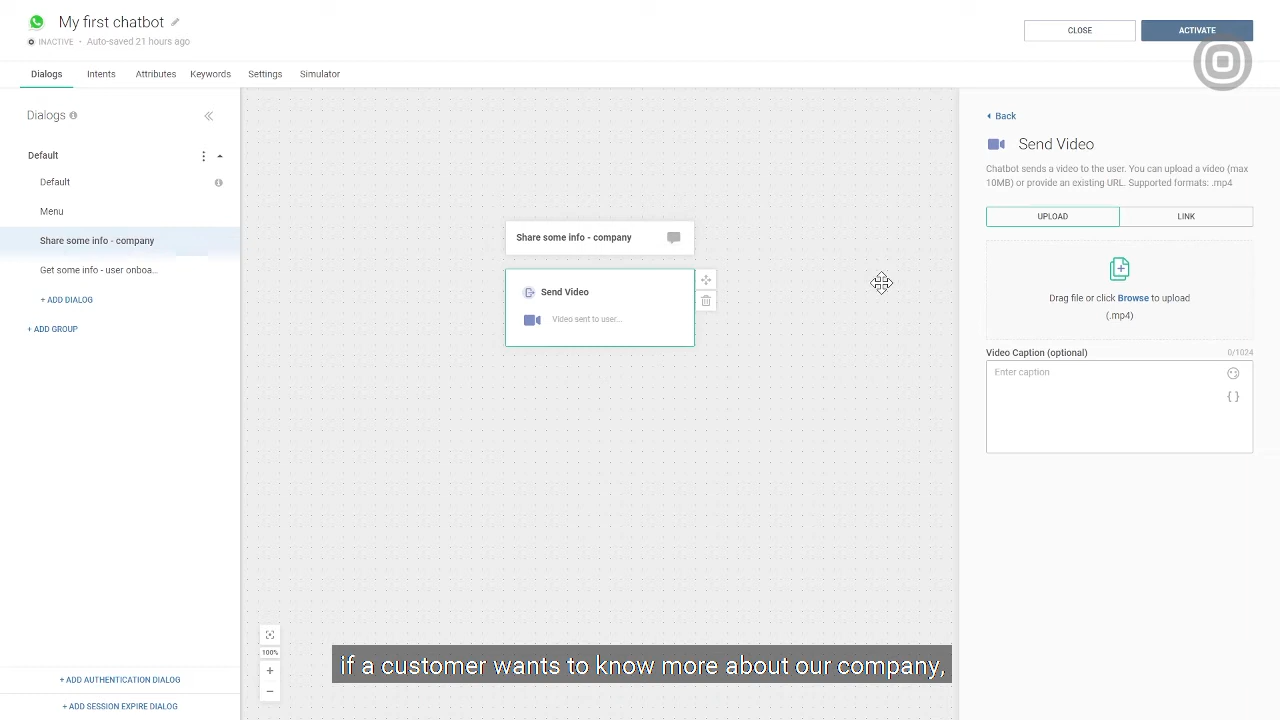 My first chatbot
INACTIVE • Auto-saved 21 hours ago
CLOSE
ACTIVATE
Dialogs
Intents
Attributes
Keywords
Settings
Simulator
Dialogs
Default
Default
Menu
Share some info - company
Get some info - user onboa...
+ ADD DIALOG
+ ADD GROUP
+ ADD AUTHENTICATION DIALOG
+ ADD SESSION EXPIRE DIALOG
Share some info - company
Send Video
Video sent to user...
100%
+
−
Back
Send Video
Chatbot sends a video to the user. You can upload a video (max
10MB) or provide an existing URL. Supported formats: .mp4
UPLOAD
LINK
Drag file or click Browse to upload
(.mp4)
Video Caption (optional)
0/1024
Enter caption
{ }
if a customer wants to know more about our company,